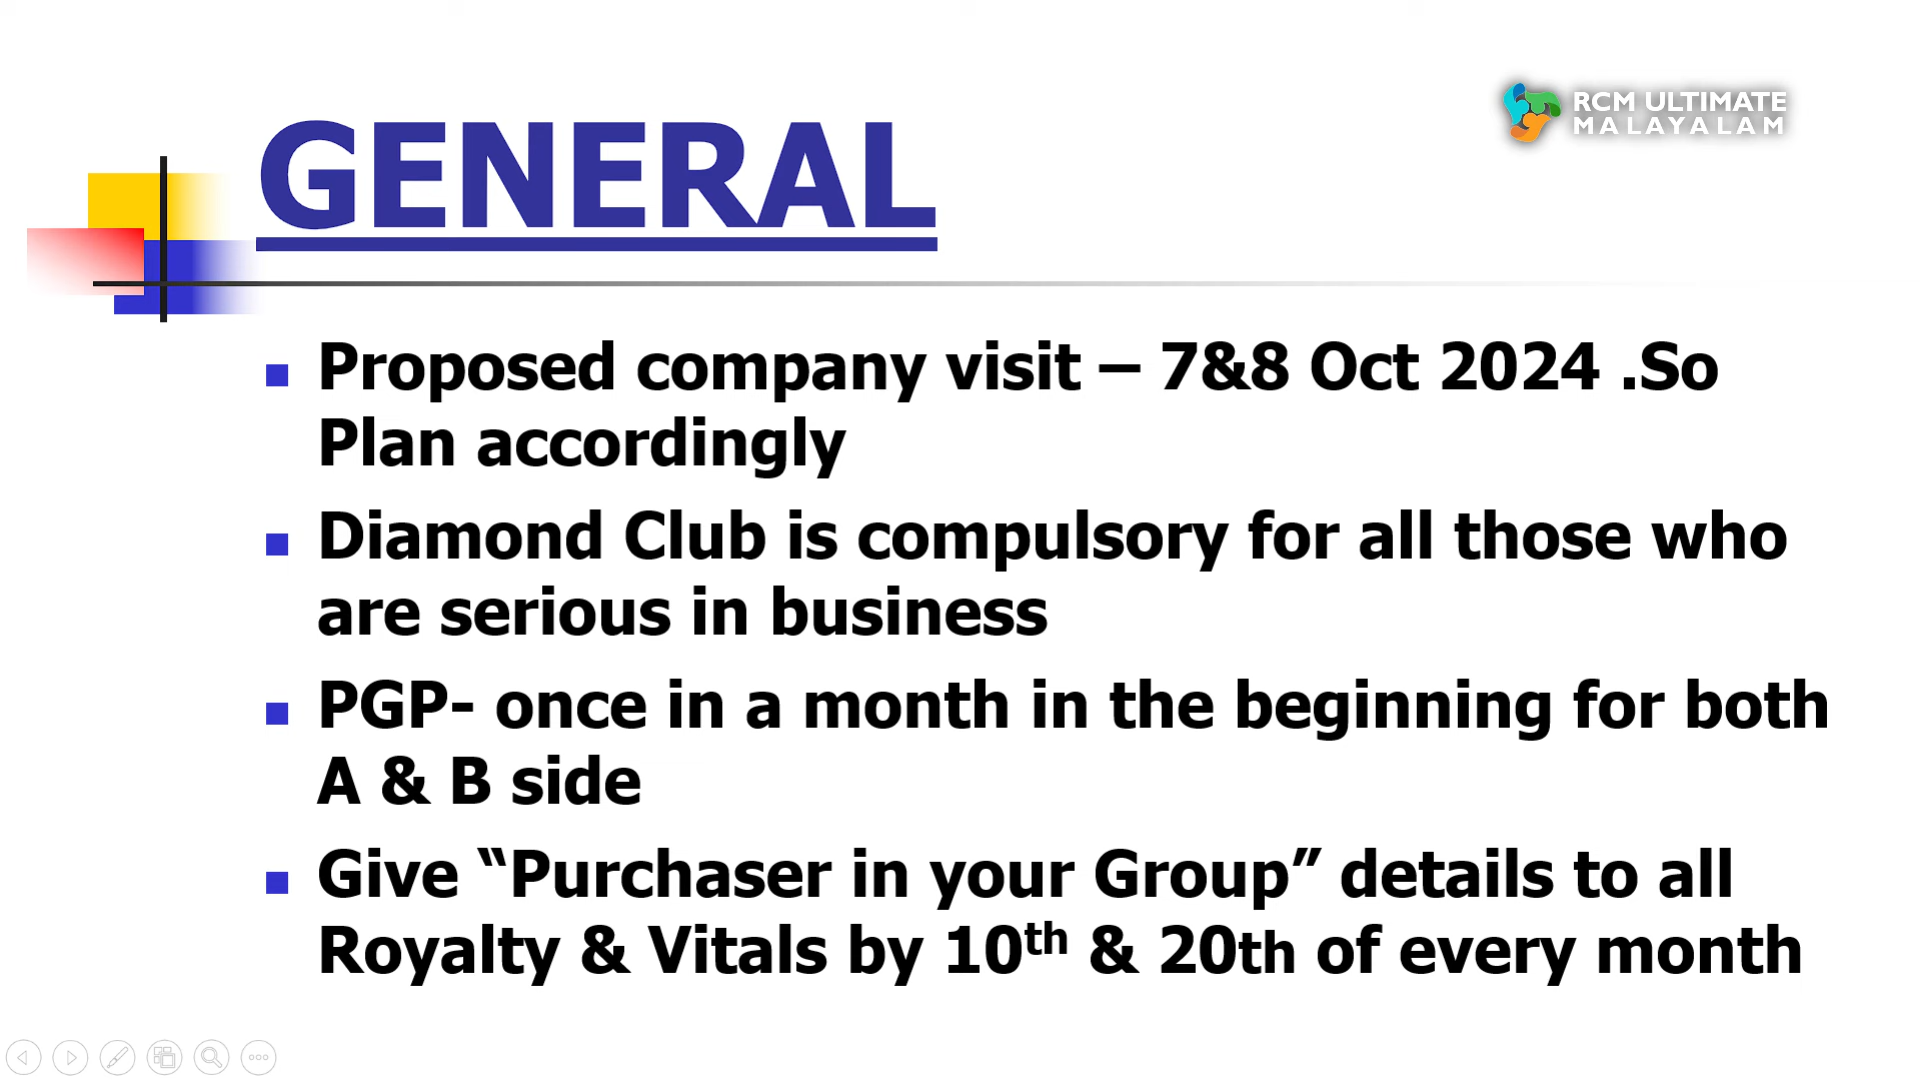 RCM ULTIMATE
MALAYALAM
GENERAL
Proposed company visit – 7&8 Oct 2024 .So
Plan accordingly
Diamond Club is compulsory for all those who
are serious in business
PGP- once in a month in the beginning for both
A & B side
Give “Purchaser in your Group” details to all
Royalty & Vitals by 10th & 20th of every month